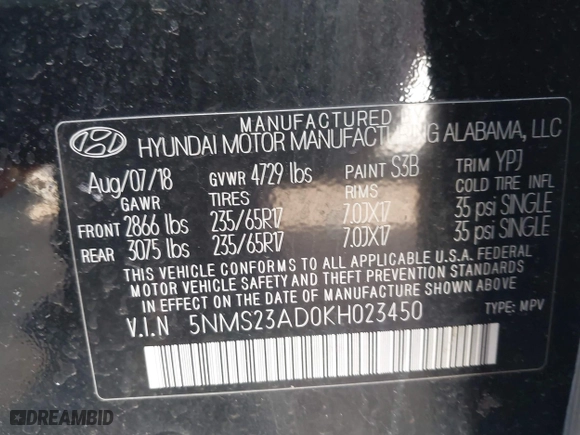 MANUFACTURED
HYUNDAI MOTOR MANUFACTURING ALABAMA, LLC
Aug/07/18 GVWR 4729 lbs PAINT S3B TRIM YPJ
GAWR TIRES RIMS COLD TIRE INFL
FRONT 2866 lbs 235/65R17 7.0JX17 35 psi SINGLE
REAR 3075 lbs 235/65R17 7.0JX17 35 psi SINGLE
THIS VEHICLE CONFORMS TO ALL APPLICABLE U.S.A. FEDERAL
MOTOR VEHICLE SAFETY AND THEFT PREVENTION STANDARDS
IN EFFECT ON THE DATE OF MANUFACTURE SHOWN ABOVE.
V.I.N 5NMS23AD0KH023450 TYPE: MPV
DREAMBID